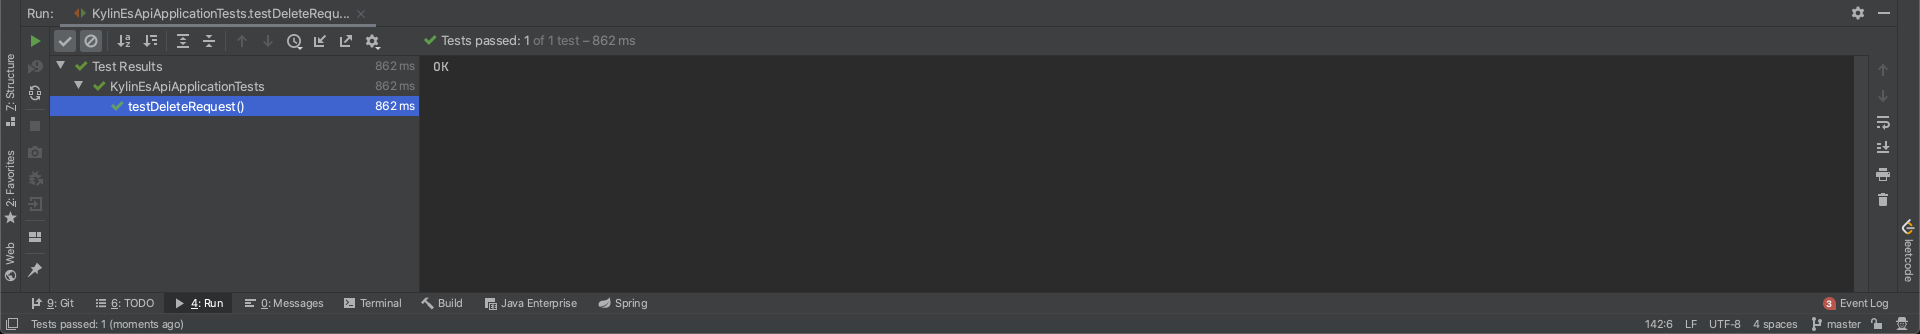 Run: KylinEsApiApplicationTests.testDeleteRequ...
Tests passed: 1 of 1 test – 862 ms
Test Results 862 ms
KylinEsApiApplicationTests 862 ms
testDeleteRequest() 862 ms
OK
Z: Structure
2: Favorites
Web
leetcode
9: Git 6: TODO 4: Run 0: Messages Terminal Build Java Enterprise Spring 3 Event Log
Tests passed: 1 (moments ago) 142:6 LF UTF-8 4 spaces master